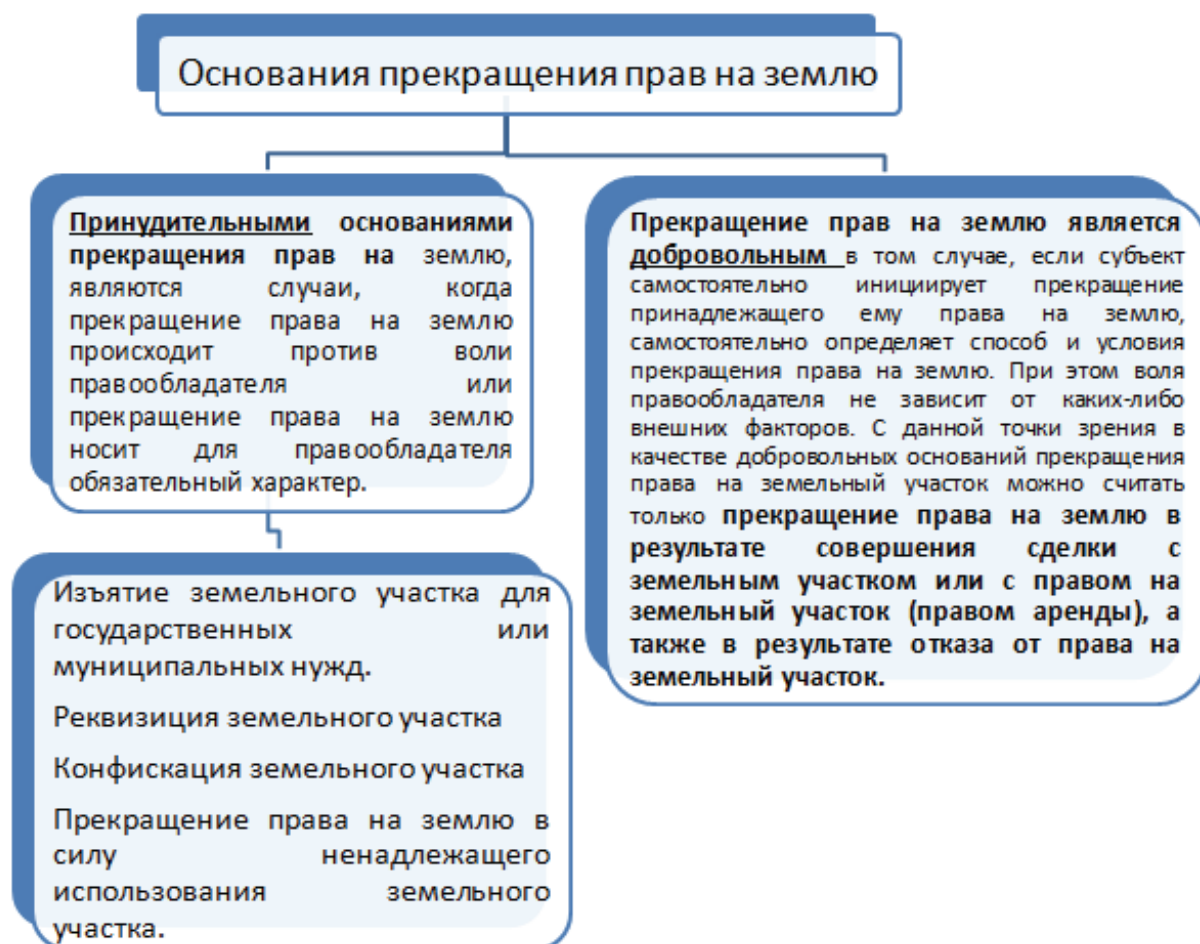 Основания прекращения прав на землю
Принудительными основаниями
прекращения прав на землю,
являются случаи, когда
прекращение права на землю
происходит против воли
правообладателя или
прекращение права на землю
носит для правообладателя
обязательный характер.
Изъятие земельного участка для
государственных или
муниципальных нужд.
Реквизиция земельного участка
Конфискация земельного участка
Прекращение права на землю в
силу ненадлежащего
использования земельного
участка.
Прекращение прав на землю является
добровольным в том случае, если субъект
самостоятельно инициирует прекращение
принадлежащего ему права на землю,
самостоятельно определяет способ и условия
прекращения права на землю. При этом воля
правообладателя не зависит от каких-либо
внешних факторов. С данной точки зрения в
качестве добровольных оснований прекращения
права на земельный участок можно считать
только прекращение права на землю в
результате совершения сделки с
земельным участком или с правом на
земельный участок (правом аренды), а
также в результате отказа от права на
земельный участок.